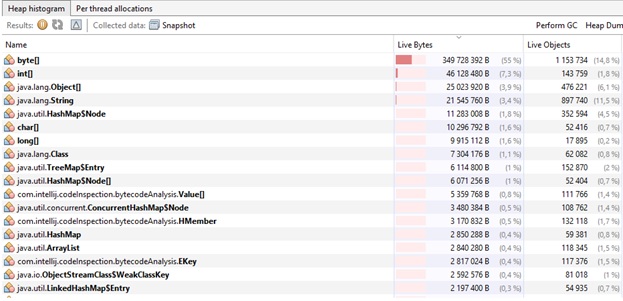 Heap histogram Per thread allocations
Results: Collected data: Snapshot Perform GC Heap Dum
Name Live Bytes Live Objects
byte[] 349 728 392 B (55 %) 1 153 734 (14,8 %)
int[] 46 128 480 B (7,3 %) 143 759 (1,8 %)
java.lang.Object[] 25 023 920 B (3,9 %) 476 221 (6,1 %)
java.lang.String 21 545 760 B (3,4 %) 897 740 (11,5 %)
java.util.HashMap$Node 11 283 008 B (1,8 %) 352 594 (4,5 %)
char[] 10 296 792 B (1,6 %) 52 416 (0,7 %)
long[] 9 915 112 B (1,6 %) 17 895 (0,2 %)
java.lang.Class 7 304 176 B (1,1 %) 62 082 (0,8 %)
java.util.TreeMap$Entry 6 114 800 B (1 %) 152 870 (2 %)
java.util.HashMap$Node[] 6 071 256 B (1 %) 52 404 (0,7 %)
com.intellij.codeInspection.bytecodeAnalysis.Value[] 5 359 768 B (0,8 %) 111 766 (1,4 %)
java.util.concurrent.ConcurrentHashMap$Node 3 480 384 B (0,5 %) 108 762 (1,4 %)
com.intellij.codeInspection.bytecodeAnalysis.HMember 3 170 832 B (0,5 %) 132 118 (1,7 %)
java.util.HashMap 2 850 288 B (0,4 %) 59 381 (0,8 %)
java.util.ArrayList 2 840 280 B (0,4 %) 118 345 (1,5 %)
com.intellij.codeInspection.bytecodeAnalysis.EKey 2 817 024 B (0,4 %) 117 376 (1,5 %)
java.io.ObjectStreamClass$WeakClassKey 2 592 576 B (0,4 %) 81 018 (1 %)
java.util.LinkedHashMap$Entry 2 197 400 B (0,3 %) 54 935 (0,7 %)